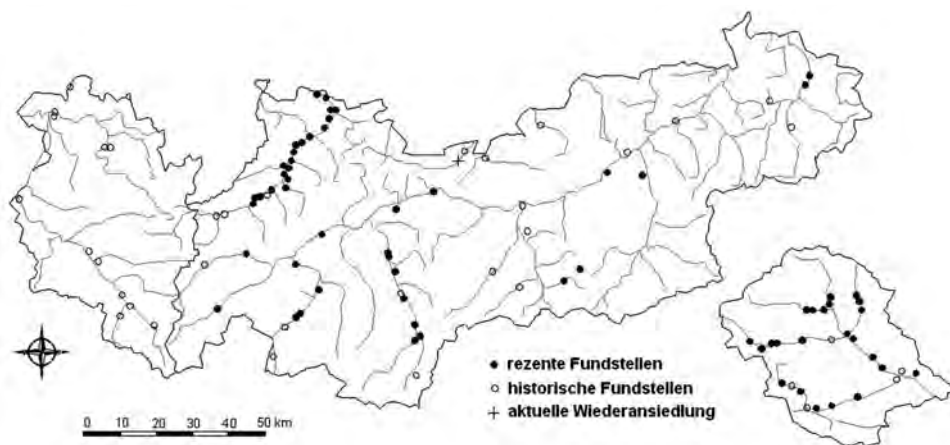 rezente Fundstellen
historische Fundstellen
aktuelle Wiederansiedlung
0 10 20 30 40 50 km